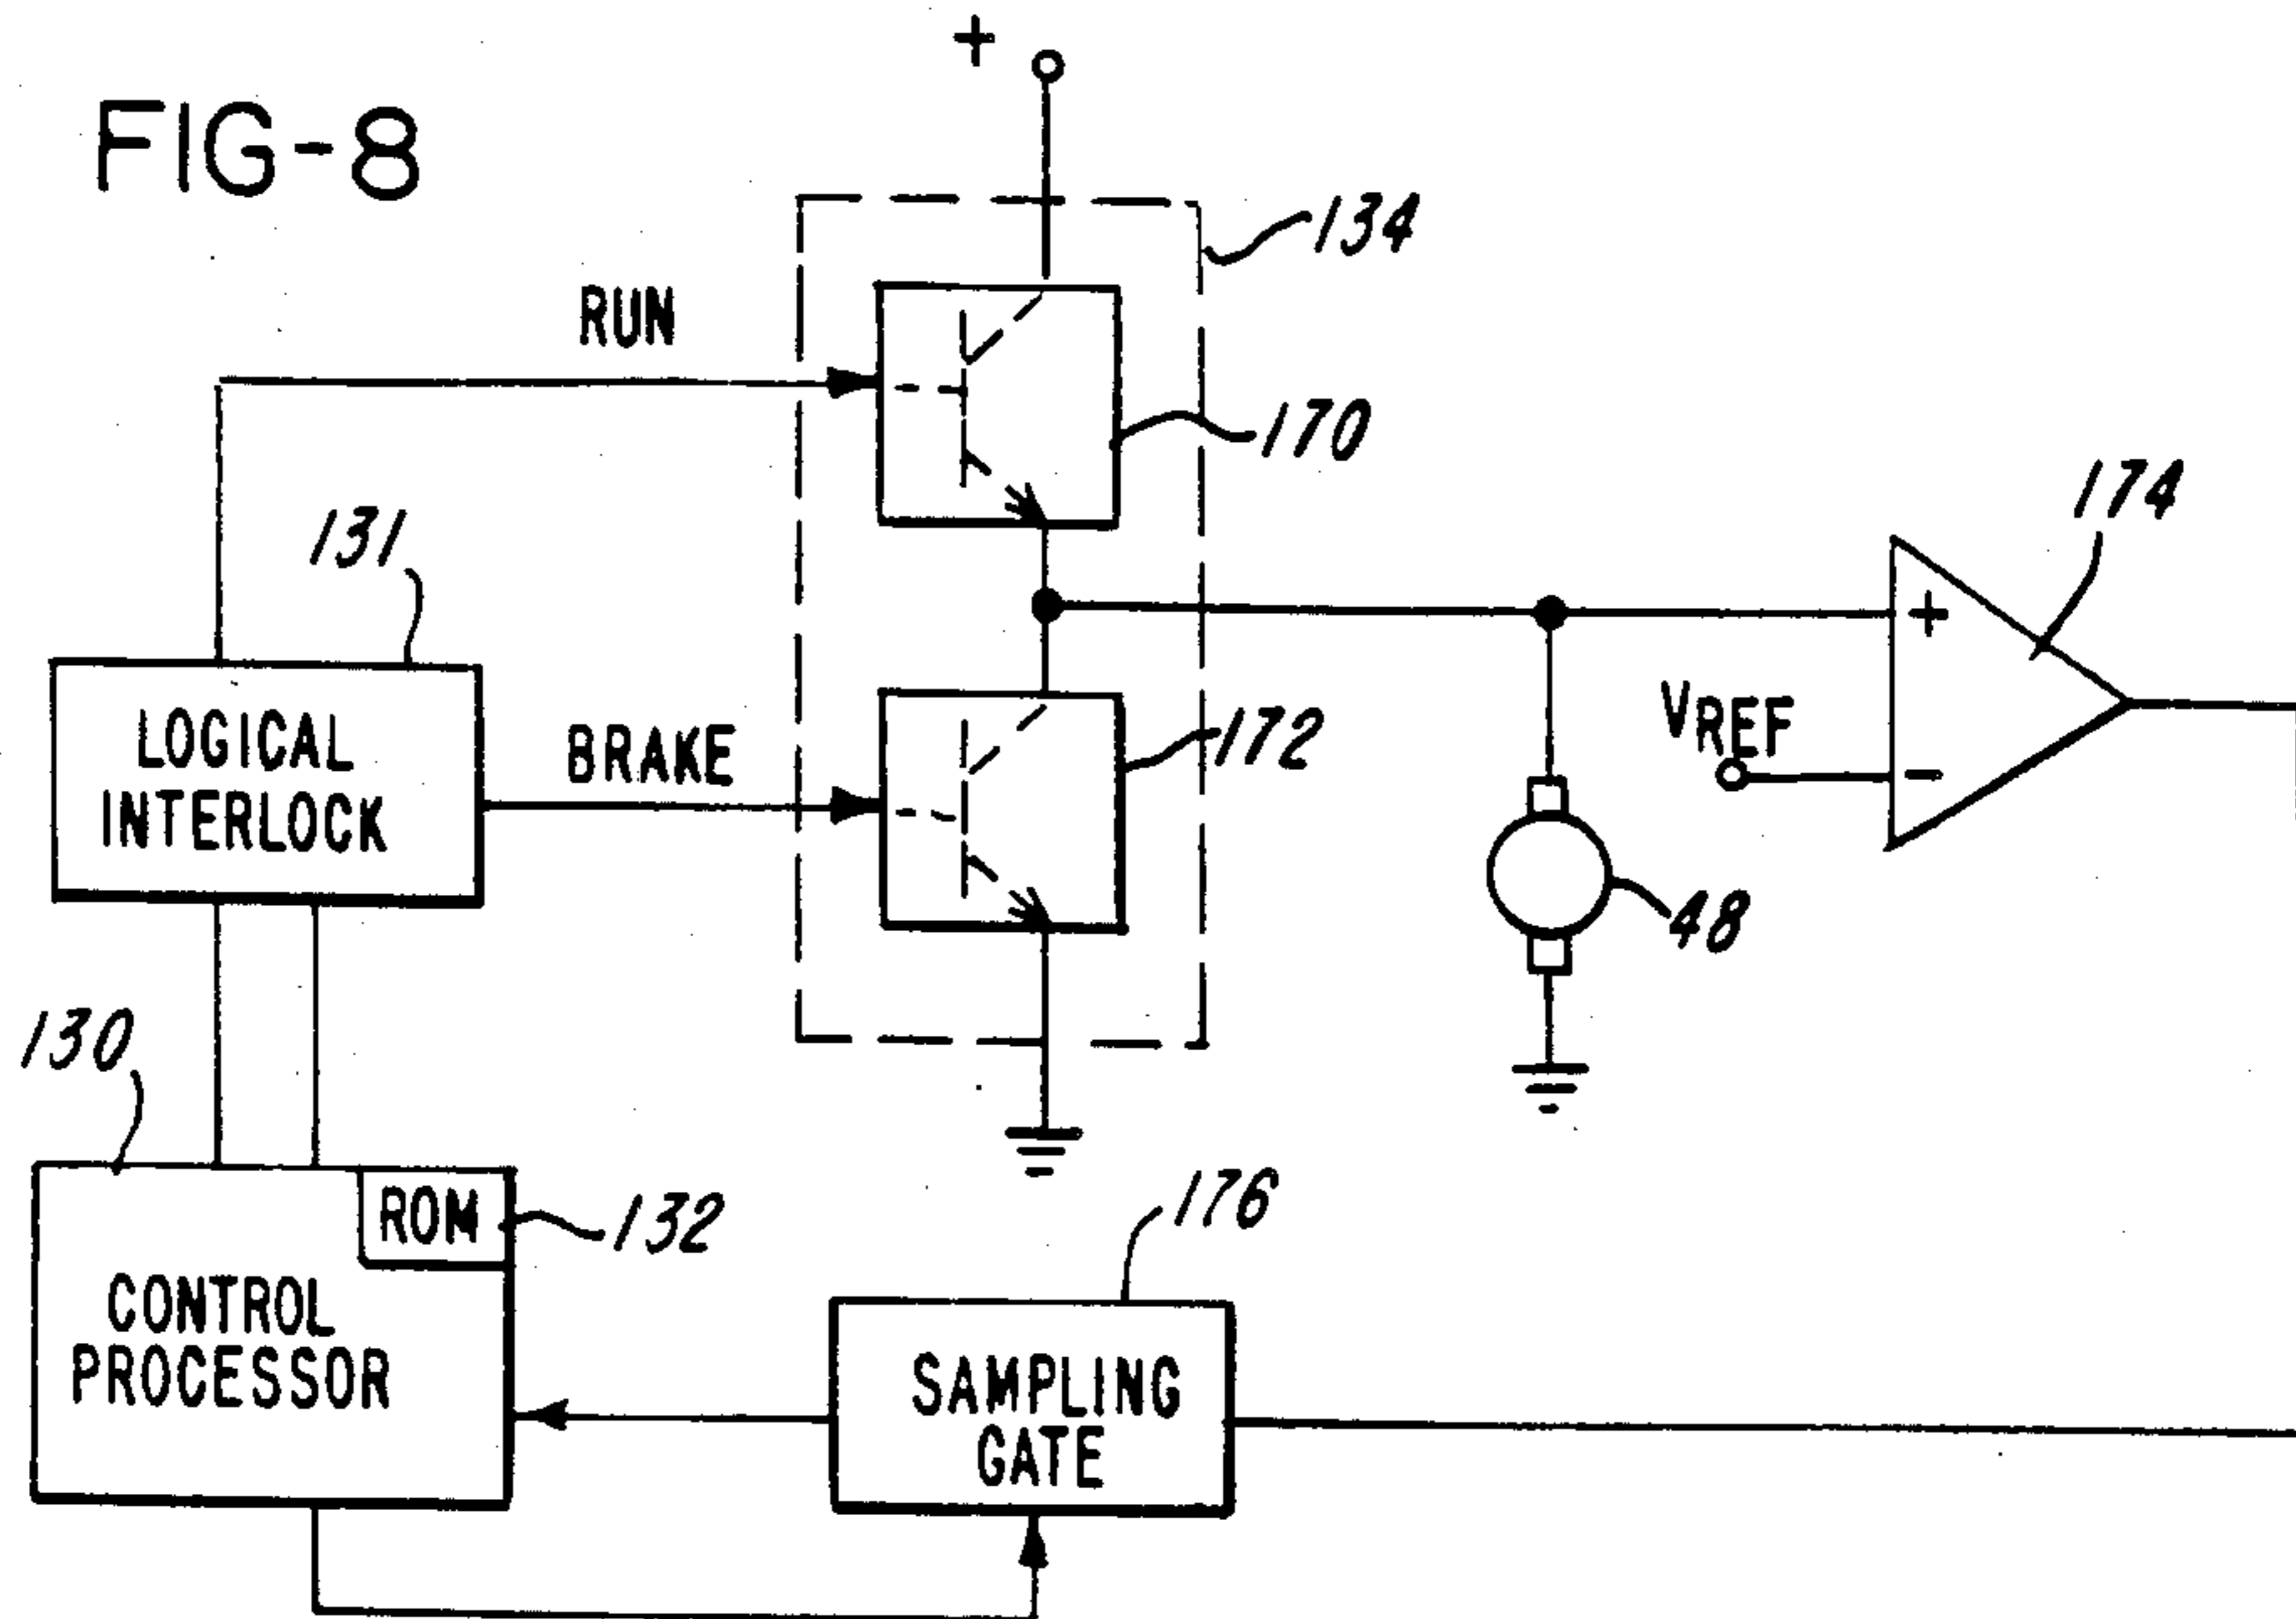 FIG-8
+
134
RUN
170
174
131
+
LOGICAL
INTERLOCK
BRAKE
172
VREF
-
48
130
ROM
132
176
CONTROL
PROCESSOR
SAMPLING
GATE